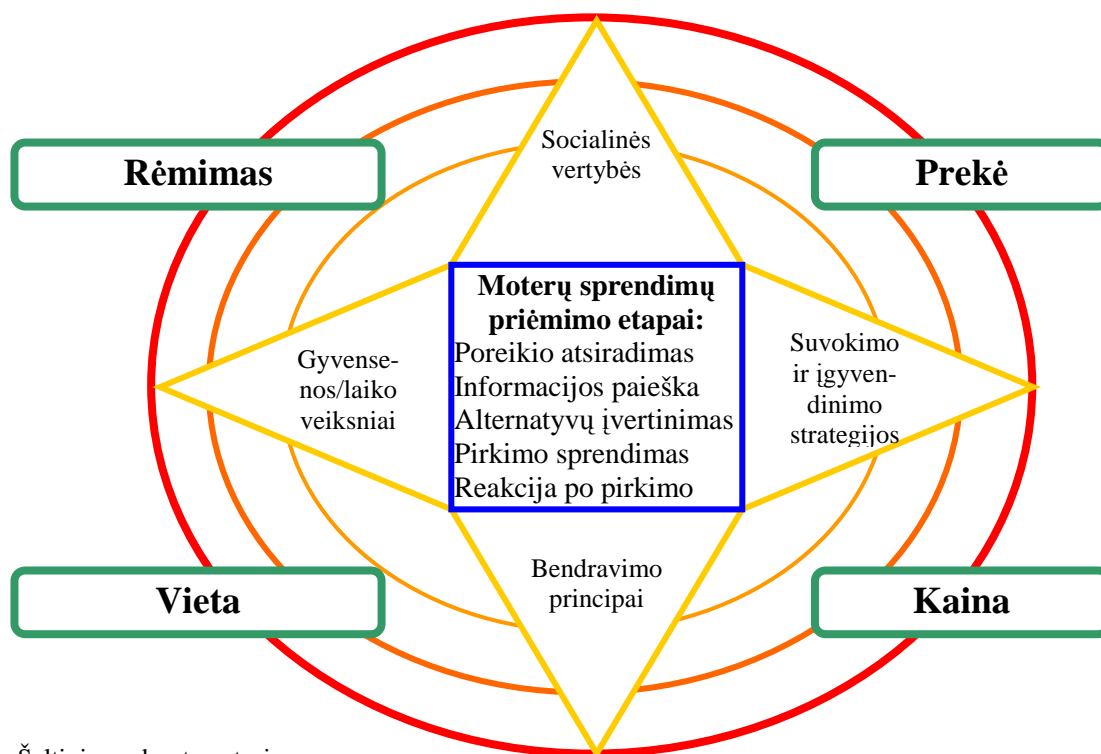 Socialinės
vertybės
Rėmimas
Prekė
Moterų sprendimų
priėmimo etapai:
Poreikio atsiradimas
Informacijos paieška
Alternatyvų įvertinimas
Pirkimo sprendimas
Reakcija po pirkimo
Gyvense-
nos/laiko
veiksniai
Suvokimo
ir įgyven-
dinimo
strategijos
Bendravimo
principai
Vieta
Kaina